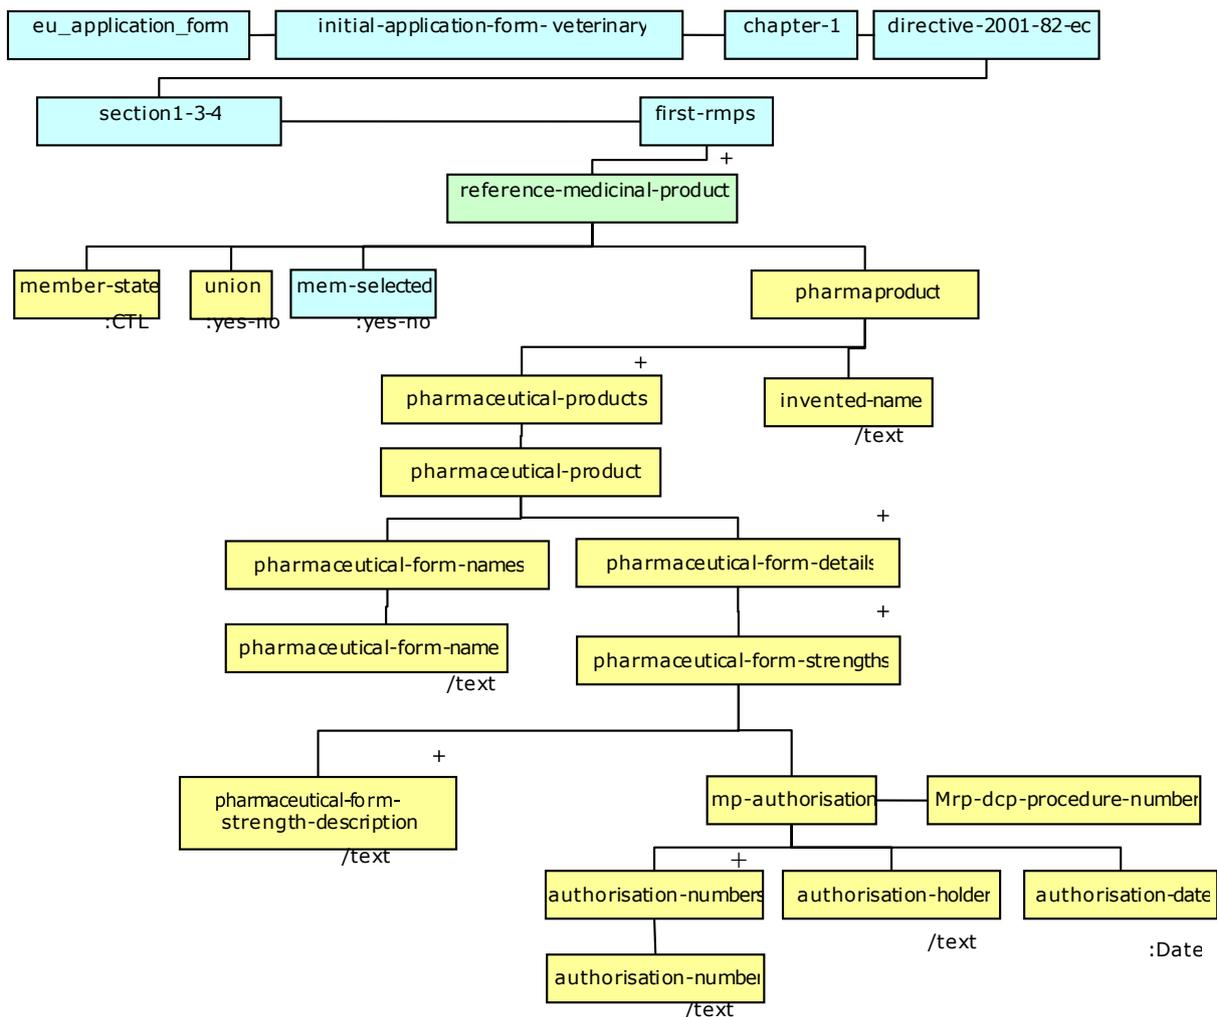 eu_application_form
initial-application-form- veterinary
chapter-1
directive-2001-82-ec
section1-3-4
first-rmps
+
reference-medicinal-product
member-state
union
mem-selected
pharmaproduct
:CTL
:yes-no
:yes-no
+
pharmaceutical-products
invented-name
/text
pharmaceutical-product
+
pharmaceutical-form-names
pharmaceutical-form-details
+
pharmaceutical-form-name
pharmaceutical-form-strengths
/text
+
pharmaceutical-form-
strength-description
mp-authorisation
Mrp-dcp-procedure-number
/text
+
authorisation-numbers
authorisation-holder
authorisation-date
/text
:Date
authorisation-number
/text